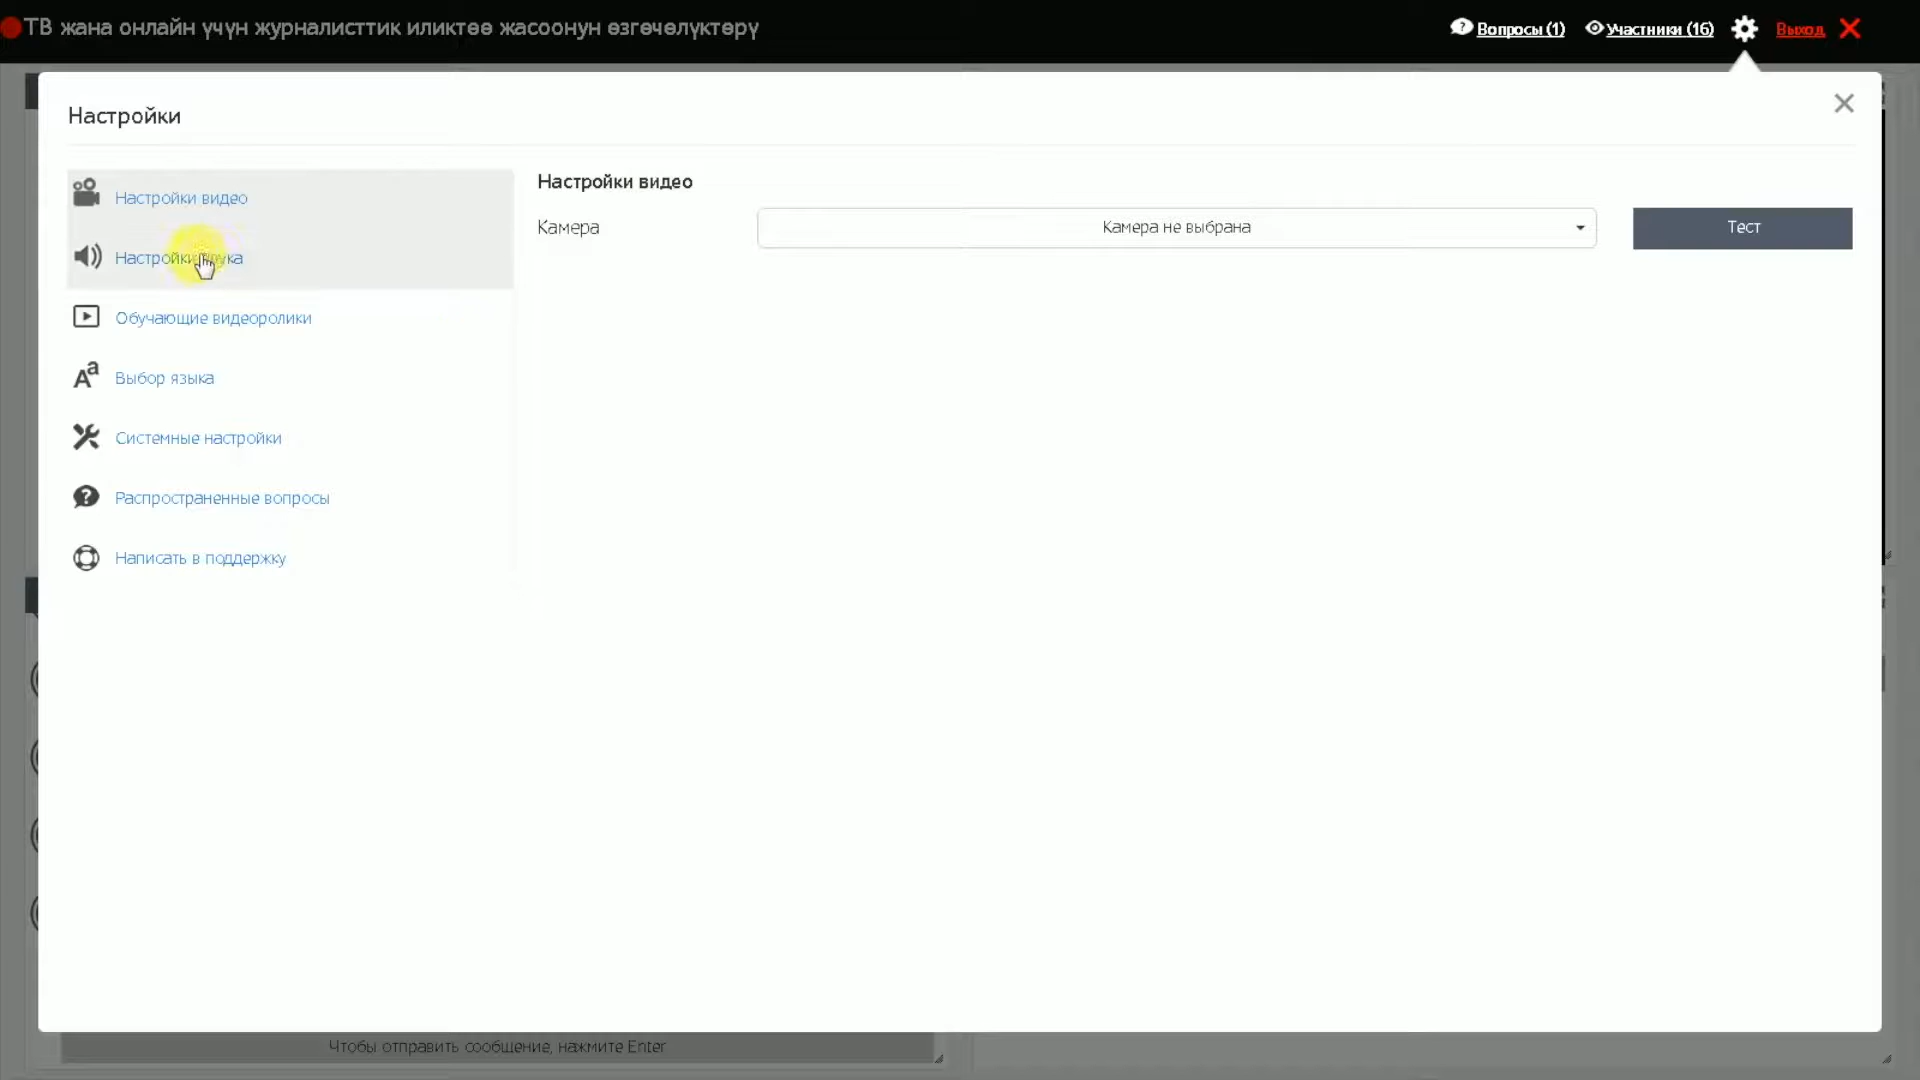 ТВ жана онлайн үчүн журналисттик иликтөө жасоонун өзгөчөлүктөрү
Вопросы (1)
Участники (16)
Выход
Настройки
Настройки видео
Настройки звука
Обучающие видеоролики
Выбор языка
Системные настройки
Распространенные вопросы
Написать в поддержку
Настройки видео
Камера
Камера не выбрана
Тест
Чтобы отправить сообщение, нажмите Enter